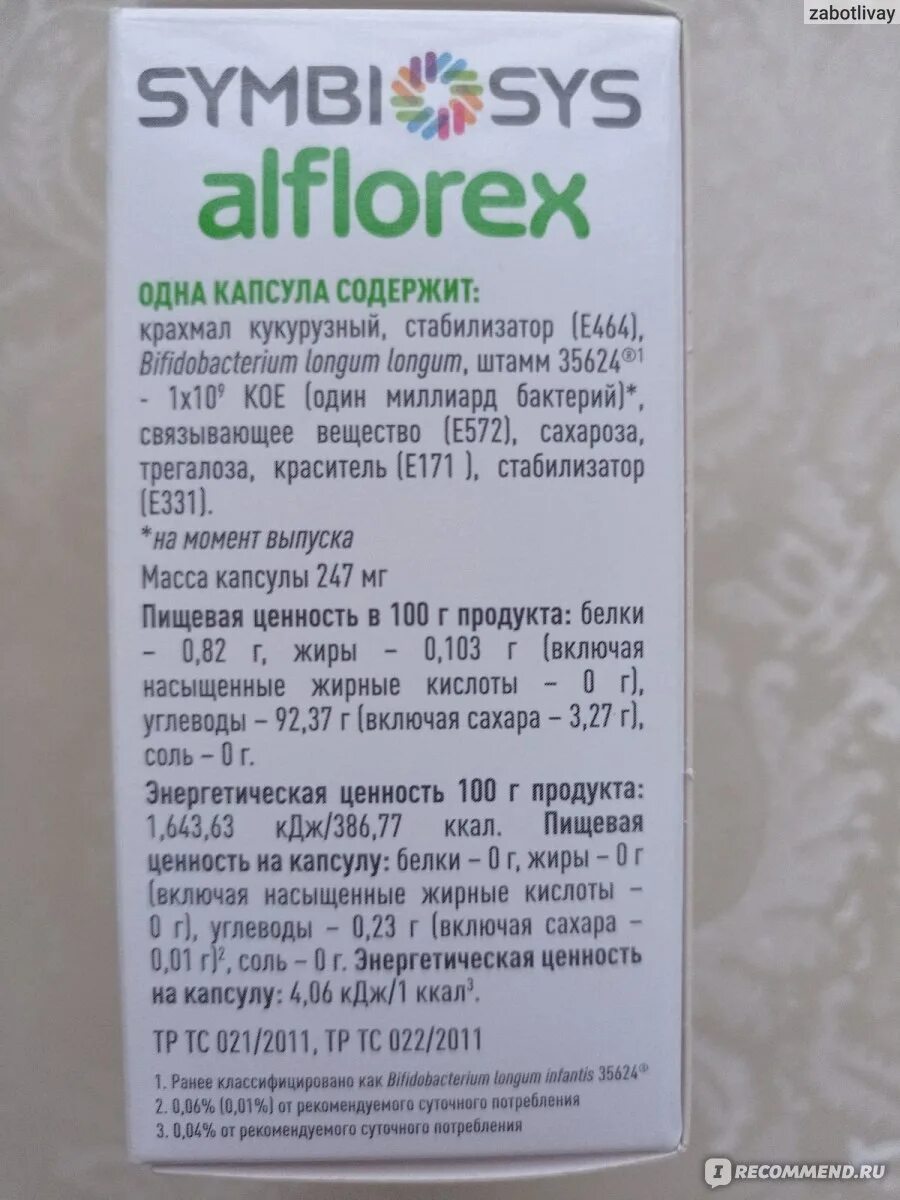 zabotlivay
SYMBIOSYS
alflorex
ОДНА КАПСУЛА СОДЕРЖИТ:
крахмал кукурузный, стабилизатор (Е464),
Bifidobacterium longum longum, штамм 35624®¹
- 1х10⁹ КОЕ (один миллиард бактерий)*,
связывающее вещество (Е572), сахароза,
трегалоза, краситель (Е171 ), стабилизатор
(Е331).
*на момент выпуска
Масса капсулы 247 мг
Пищевая ценность в 100 г продукта: белки
– 0,82 г, жиры – 0,103 г (включая
насыщенные жирные кислоты – 0 г),
углеводы – 92,37 г (включая сахара – 3,27 г),
соль – 0 г.
Энергетическая ценность 100 г продукта:
1,643,63 кДж/386,77 ккал. Пищевая
ценность на капсулу: белки – 0 г, жиры – 0 г
(включая насыщенные жирные кислоты –
0 г), углеводы – 0,23 г (включая сахара –
0,01 г)², соль – 0 г. Энергетическая ценность
на капсулу: 4,06 кДж/1 ккал³.
ТР ТС 021/2011, ТР ТС 022/2011
1. Ранее классифицировано как Bifidobacterium longum infantis 35624®
2. 0,06% (0,01%) от рекомендуемого суточного потребления
3. 0,04% от рекомендуемого суточного потребления
I RECOMMEND.RU